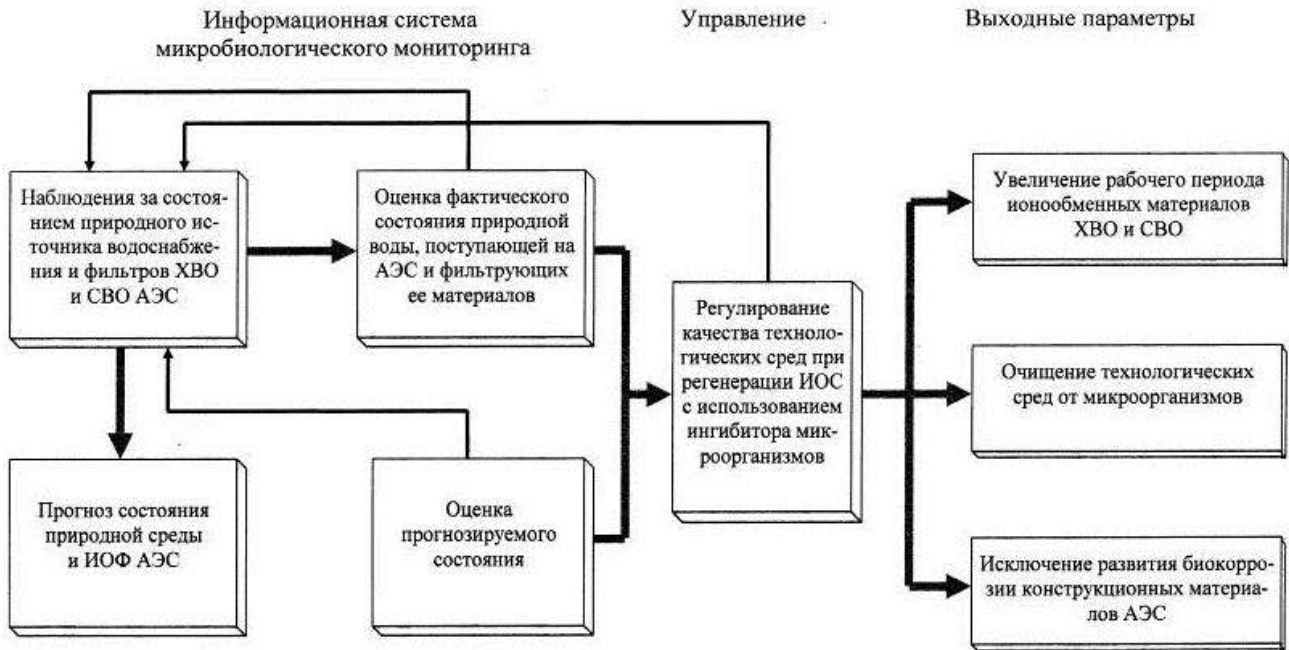 Информационная система
микробиологического мониторинга
Управление
Выходные параметры
Наблюдения за состоя-
нием природного ис-
точника водоснабже-
ния и фильтров ХВО
и СВО АЭС
Оценка фактического
состояния природной
воды, поступающей на
АЭС и фильтрующих
ее материалов
Прогноз состояния
природной среды
и ИОФ АЭС
Оценка
прогнозируемого
состояния
Регулирование
качества техноло-
гических сред при
регенерации ИОС
с использованием
ингибитора мик-
роорганизмов
Увеличение рабочего периода
ионообменных материалов
ХВО и СВО
Очищение технологических
сред от микроорганизмов
Исключение развития биокорро-
зии конструкционных материа-
лов АЭС